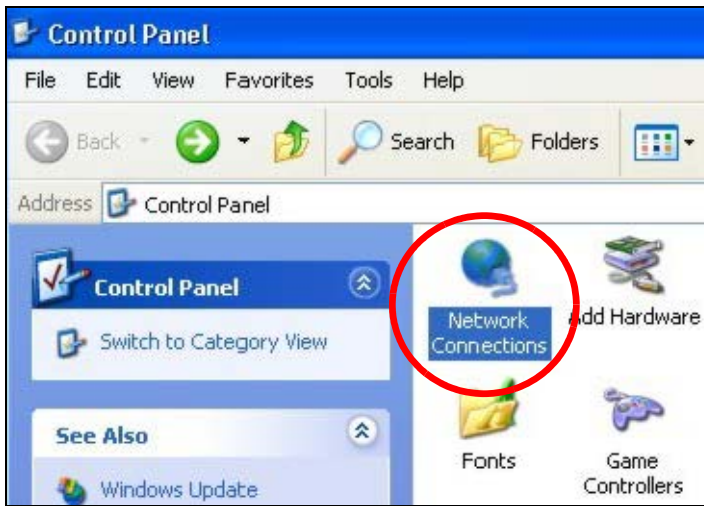 Control Panel
File Edit View Favorites Tools Help
Back Search Folders
Address Control Panel
Control Panel
Switch to Category View
See Also
Windows Update
Network
Connections
Add Hardware
Fonts
Game
Controllers